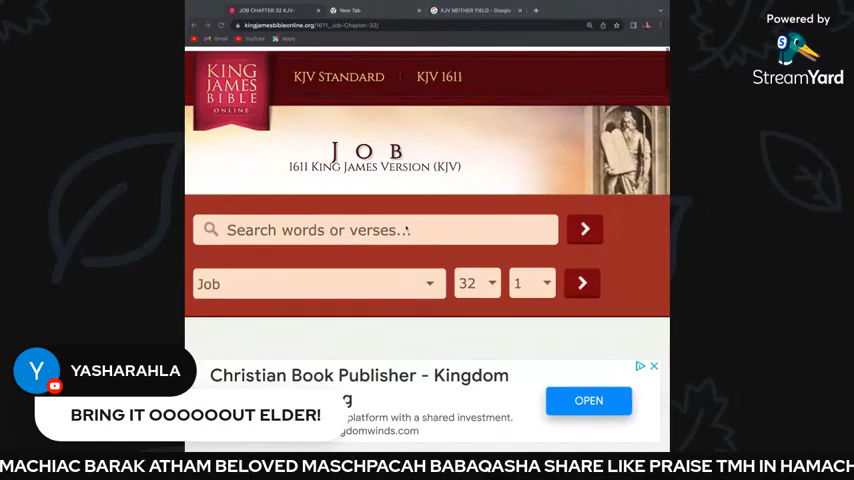 JOB CHAPTER 32 KJV-
New Tab
KJV NEITHER YIELD - Google
kingjamesbibleonline.org/1611_Job-Chapter-32/
Gmail
YouTube
Maps
Powered by
StreamYard
KING
JAMES
BIBLE
ONLINE
KJV STANDARD
KJV 1611
JOB
1611 KING JAMES VERSION (KJV)
Search words or verses...
Job
32
1
Christian Book Publisher - Kingdom
platform with a shared investment.
gdomwinds.com
OPEN
Y
YASHARAHLA
BRING IT OOOOOOUT ELDER!
MACHIAC BARAK ATHAM BELOVED MASCHPACAH BABAQASHA SHARE LIKE PRAISE TMH IN HAMACH